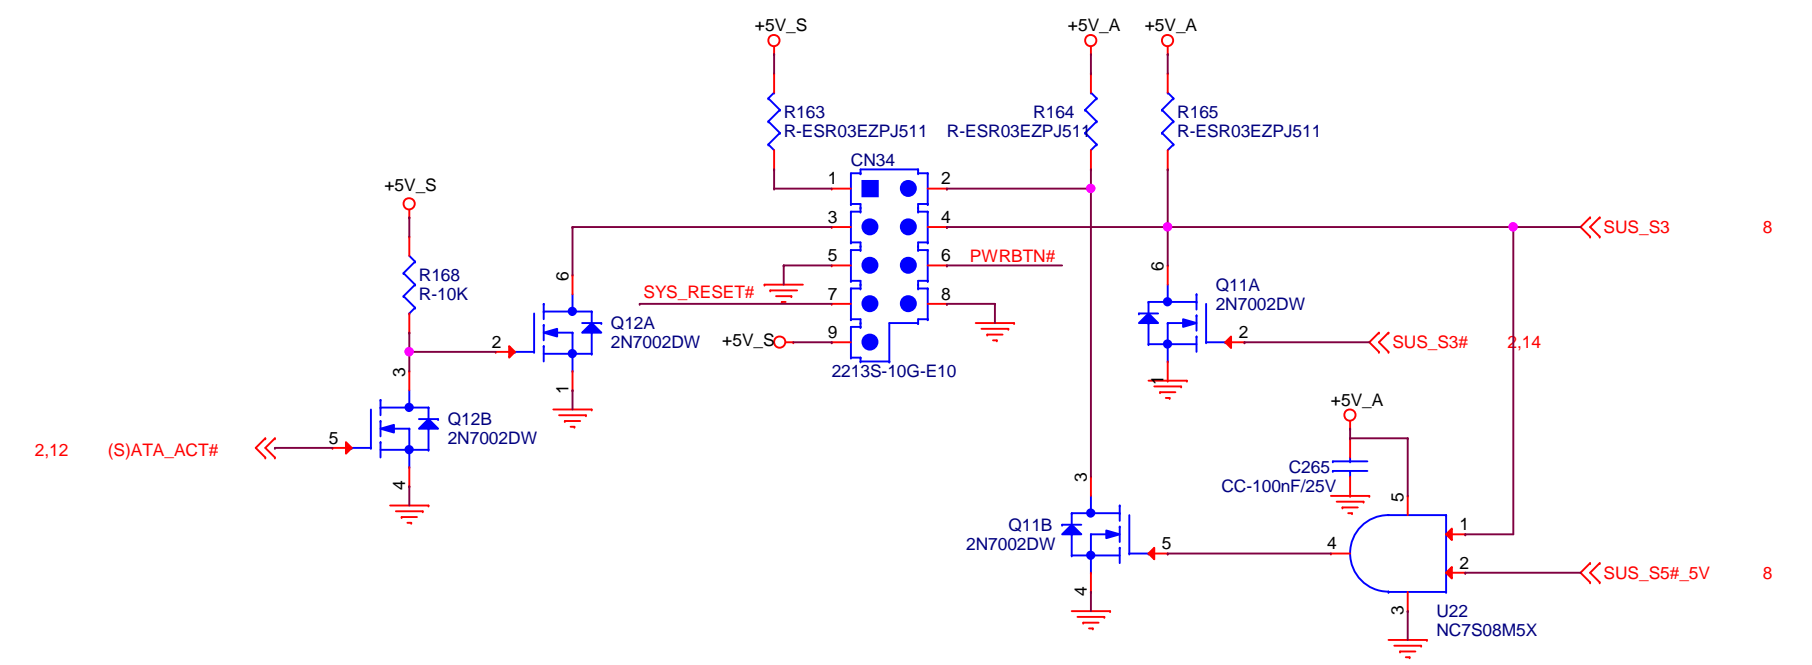 +5V_S
+5V_A
+5V_A
R163
R-ESR03EZPJ511
R164
R-ESR03EZPJ511
R165
R-ESR03EZPJ511
CN34
1
2
3
4
5
6
7
8
9
2213S-10G-E10
PWRBTN#
SYS_RESET#
+5V_S
SUS_S3
8
+5V_S
R168
R-10K
6
Q12A
2N7002DW
2
1
3
Q12B
2N7002DW
5
4
2,12
(S)ATA_ACT#
6
Q11A
2N7002DW
2
SUS_S3#
2,14
1
+5V_A
C265
CC-100nF/25V
5
3
Q11B
2N7002DW
5
4
4
1
2
SUS_S5#_5V
8
3
U22
NC7S08M5X